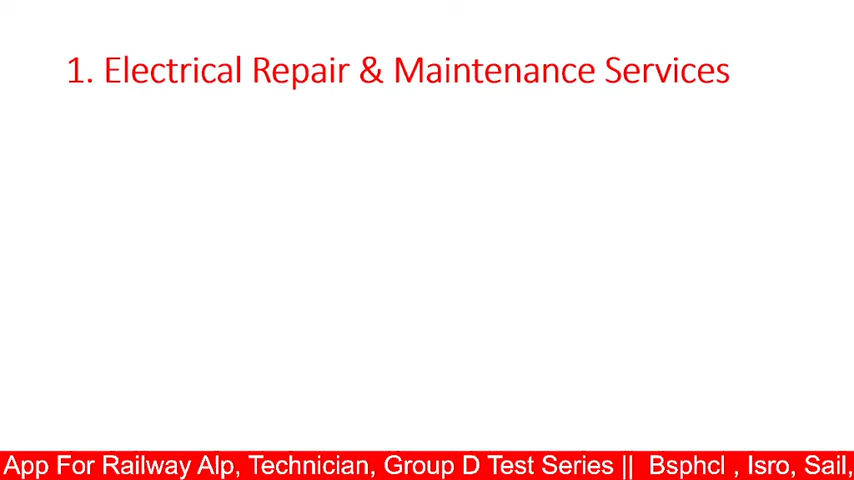 1. Electrical Repair & Maintenance Services
App For Railway Alp, Technician, Group D Test Series || Bsphcl , Isro, Sail,